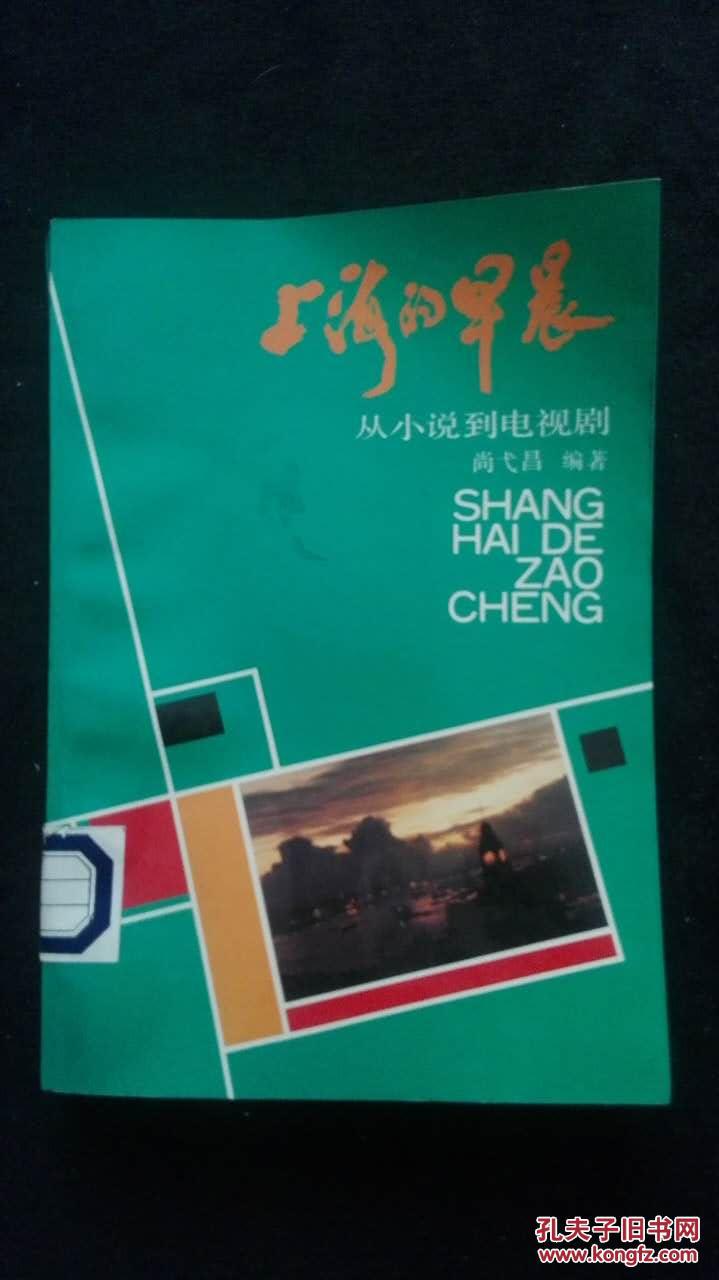 上海的早晨
从小说到电视剧
尚弋昌 编著
SHANG
HAI DE
ZAO
CHENG
孔夫子旧书网
www.kongfz.com